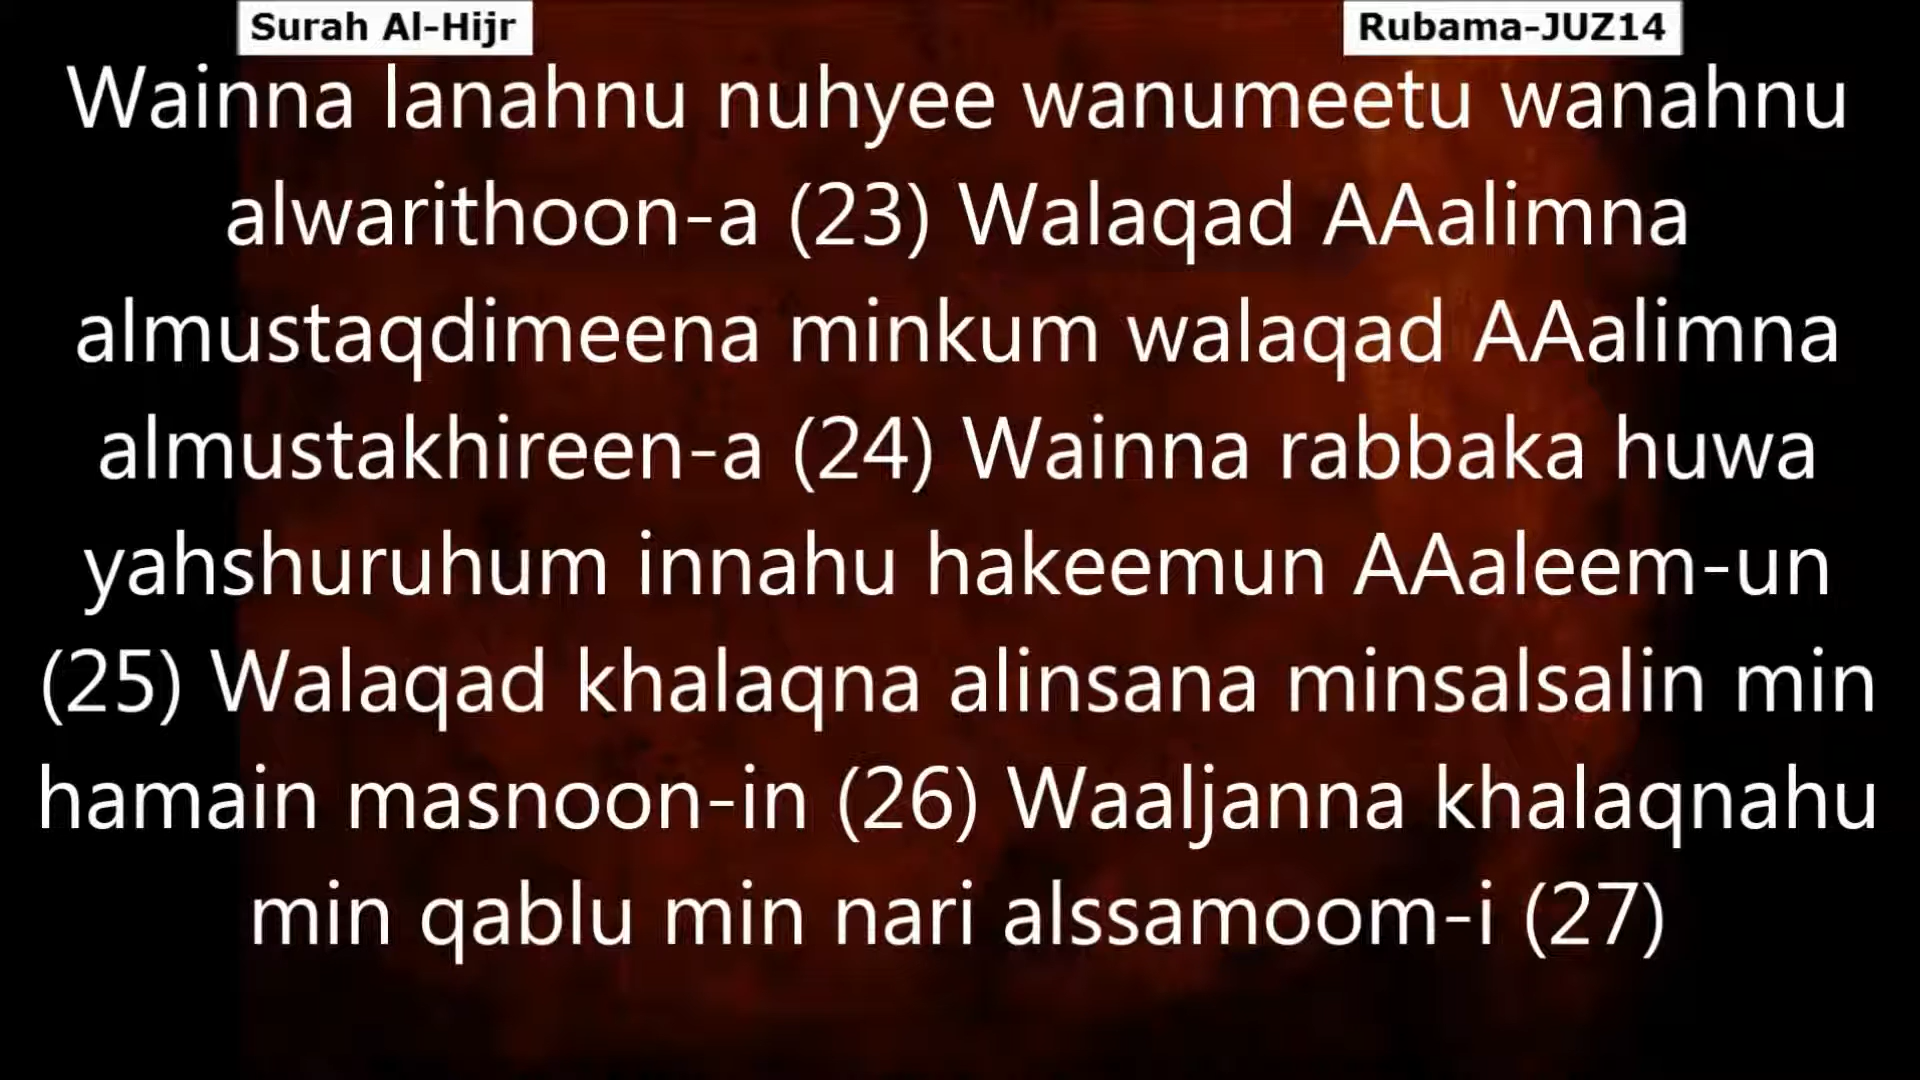 Surah Al-Hijr
Rubama-JUZ14
Wainna lanahnu nuhyee wanumeetu wanahnu
alwarithoon-a (23) Walaqad AAalimna
almustaqdimeena minkum walaqad AAalimna
almustakhireen-a (24) Wainna rabbaka huwa
yahshuruhum innahu hakeemun AAaleem-un
(25) Walaqad khalaqna alinsana minsalsalin min
hamain masnoon-in (26) Waaljanna khalaqnahu
min qablu min nari alssamoom-i (27)